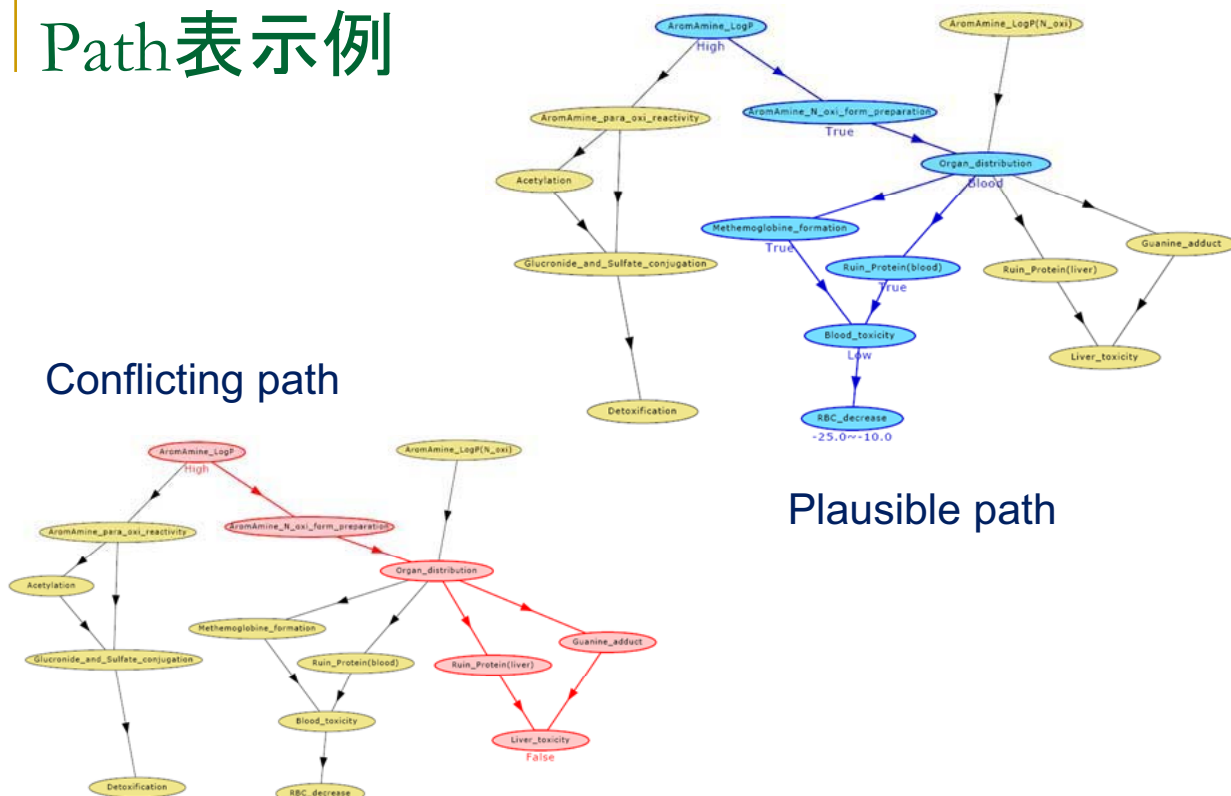 Path表示例
AromAmine_LogP
High
AromAmine_LogP(N_oxi)
AromAmine_N_oxi_form_preparation
True
AromAmine_para_oxi_reactivity
Organ_distribution
Blood
Acetylation
Methemoglobine_formation
True
Guanine_adduct
Glucronide_and_Sulfate_conjugation
Ruin_Protein(blood)
True
Ruin_Protein(liver)
Blood_toxicity
Low
Liver_toxicity
Detoxification
RBC_decrease
-25.0~-10.0
Plausible path
Conflicting path
AromAmine_LogP
High
AromAmine_LogP(N_oxi)
AromAmine_para_oxi_reactivity
AromAmine_N_oxi_form_preparation
Organ_distribution
Acetylation
Methemoglobine_formation
Guanine_adduct
Glucronide_and_Sulfate_conjugation
Ruin_Protein(blood)
Ruin_Protein(liver)
Blood_toxicity
Liver_toxicity
False
Detoxification
RBC_decrease